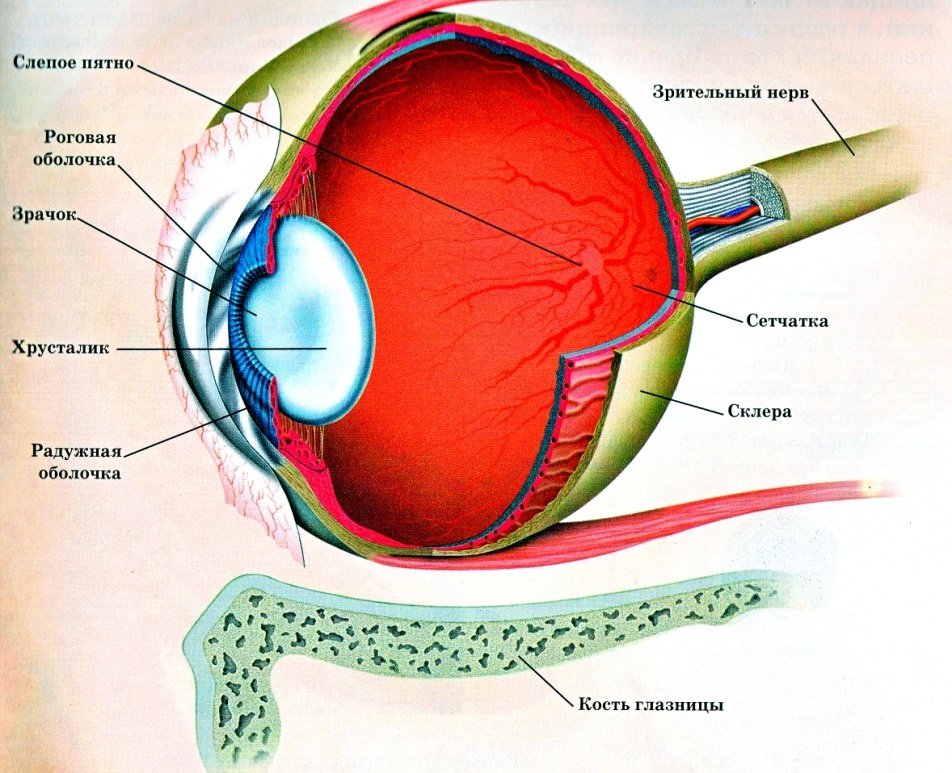 Слепое пятно
Зрительный нерв
Роговая
оболочка
Зрачок
Сетчатка
Хрусталик
Склера
Радужная
оболочка
Кость глазницы